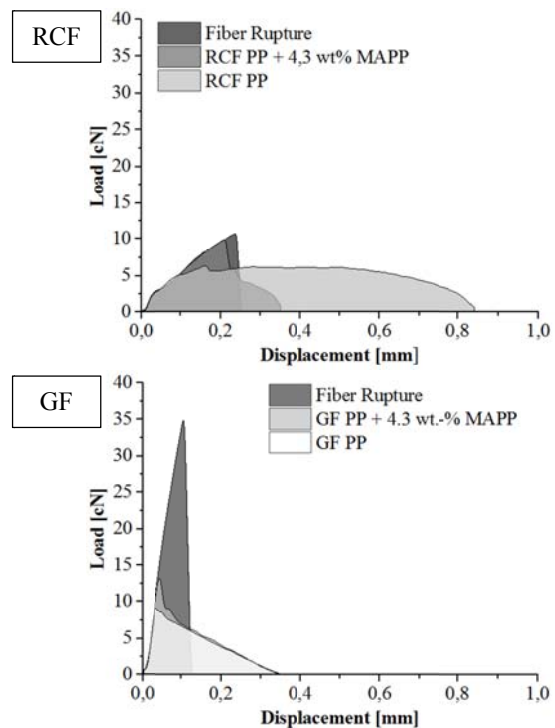 RCF
Fiber Rupture
RCF PP + 4,3 wt% MAPP
RCF PP
Load [cN]
40
35
30
25
20
15
10
5
0
0,0 0,2 0,4 0,6 0,8 1,0
Displacement [mm]
GF
Fiber Rupture
GF PP + 4.3 wt.-% MAPP
GF PP
Load [cN]
40
35
30
25
20
15
10
5
0
0,0 0,2 0,4 0,6 0,8 1,0
Displacement [mm]